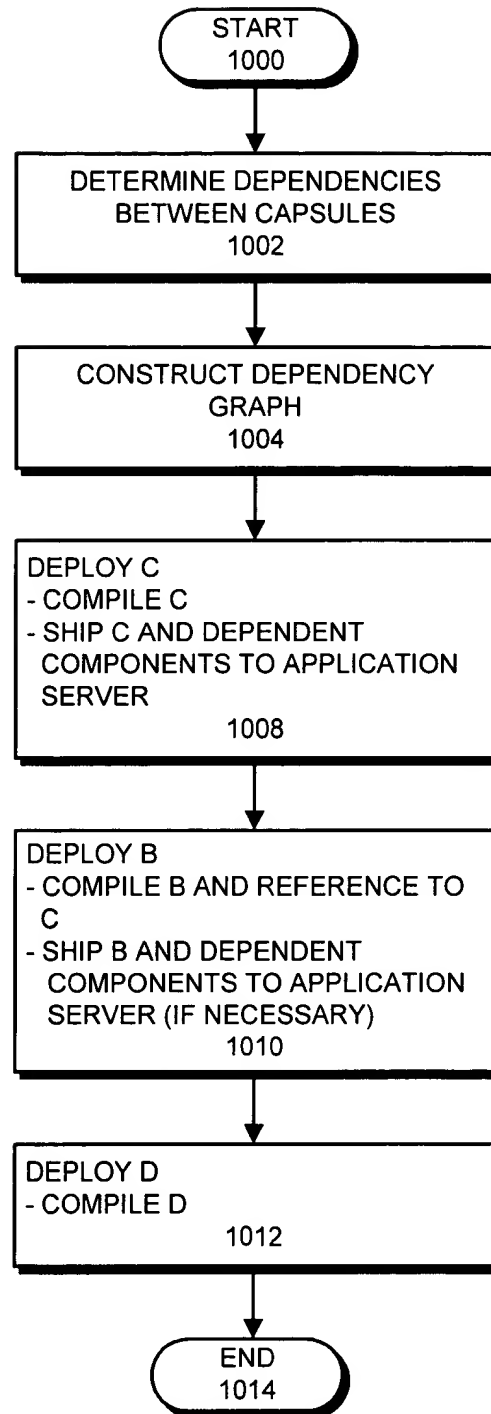 START
1000
DETERMINE DEPENDENCIES
BETWEEN CAPSULES
1002
CONSTRUCT DEPENDENCY
GRAPH
1004
DEPLOY C
- COMPILE C
- SHIP C AND DEPENDENT
COMPONENTS TO APPLICATION
SERVER
1008
DEPLOY B
- COMPILE B AND REFERENCE TO
C
- SHIP B AND DEPENDENT
COMPONENTS TO APPLICATION
SERVER (IF NECESSARY)
1010
DEPLOY D
- COMPILE D
1012
END
1014